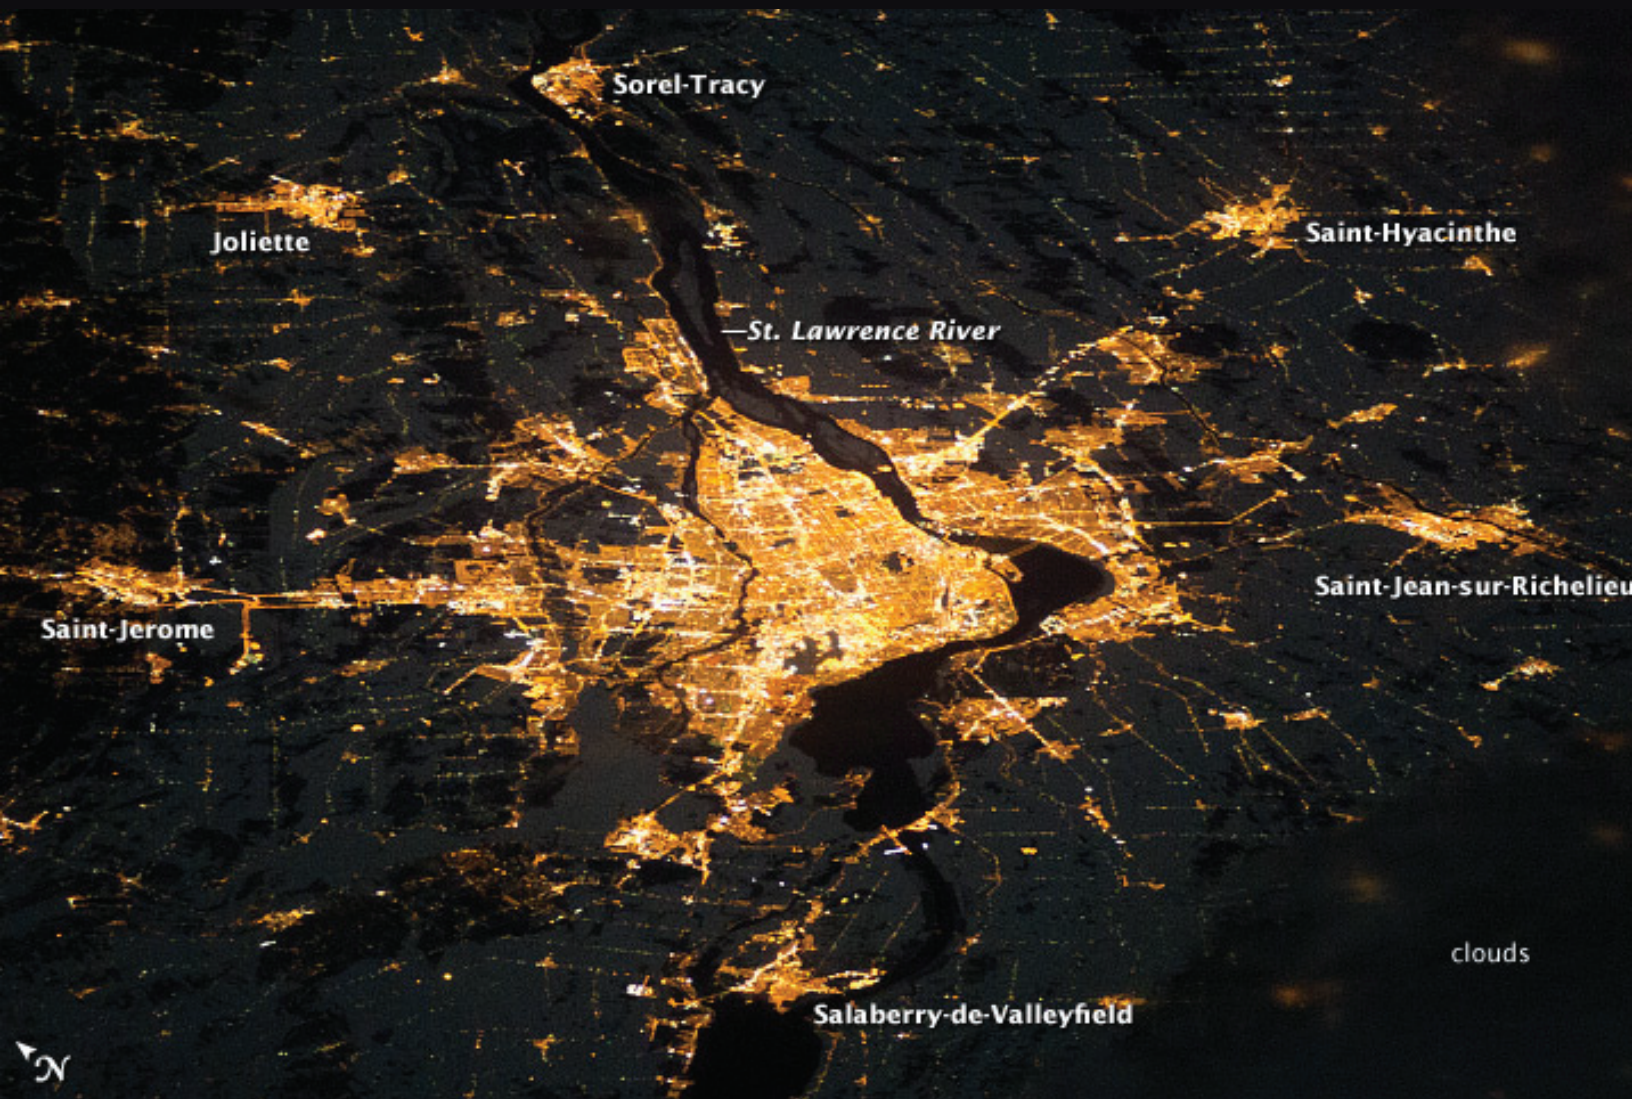 Sorel-Tracy
Joliette
Saint-Hyacinthe
—St. Lawrence River
Saint-Jean-sur-Richelieu
Saint-Jerome
clouds
Salaberry-de-Valleyfield
N